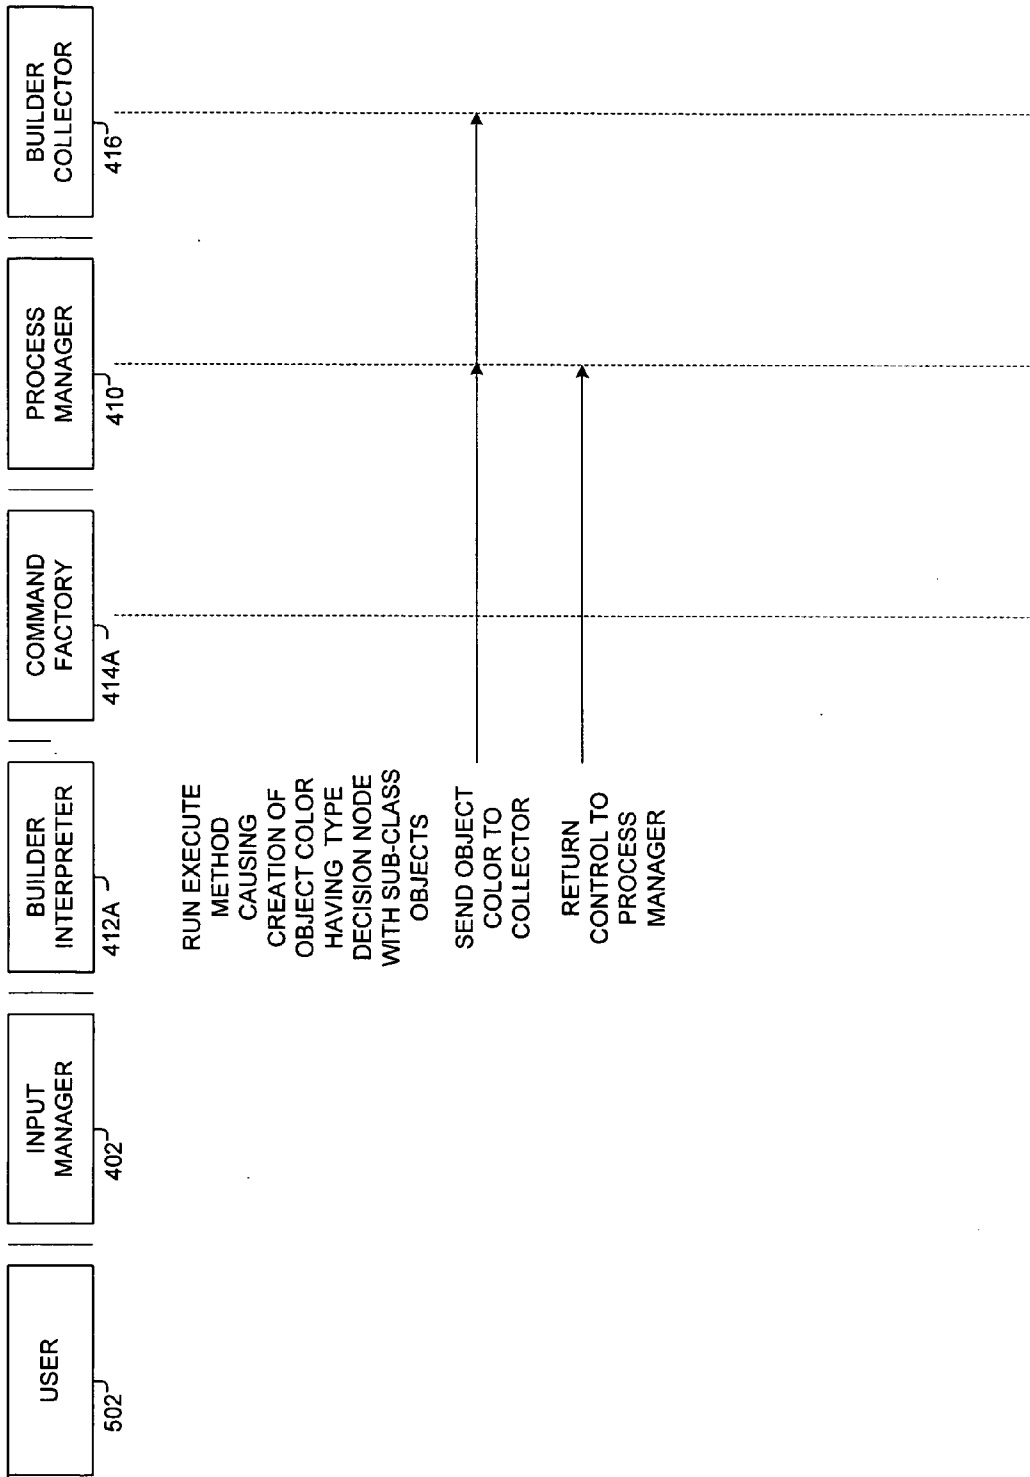 USER
502
INPUT
MANAGER
402
BUILDER
INTERPRETER
412A
COMMAND
FACTORY
414A
PROCESS
MANAGER
410
BUILDER
COLLECTOR
416
RUN EXECUTE
METHOD
CAUSING
CREATION OF
OBJECT COLOR
HAVING TYPE
DECISION NODE
WITH SUB-CLASS
OBJECTS
SEND OBJECT
COLOR TO
COLLECTOR
RETURN
CONTROL TO
PROCESS
MANAGER